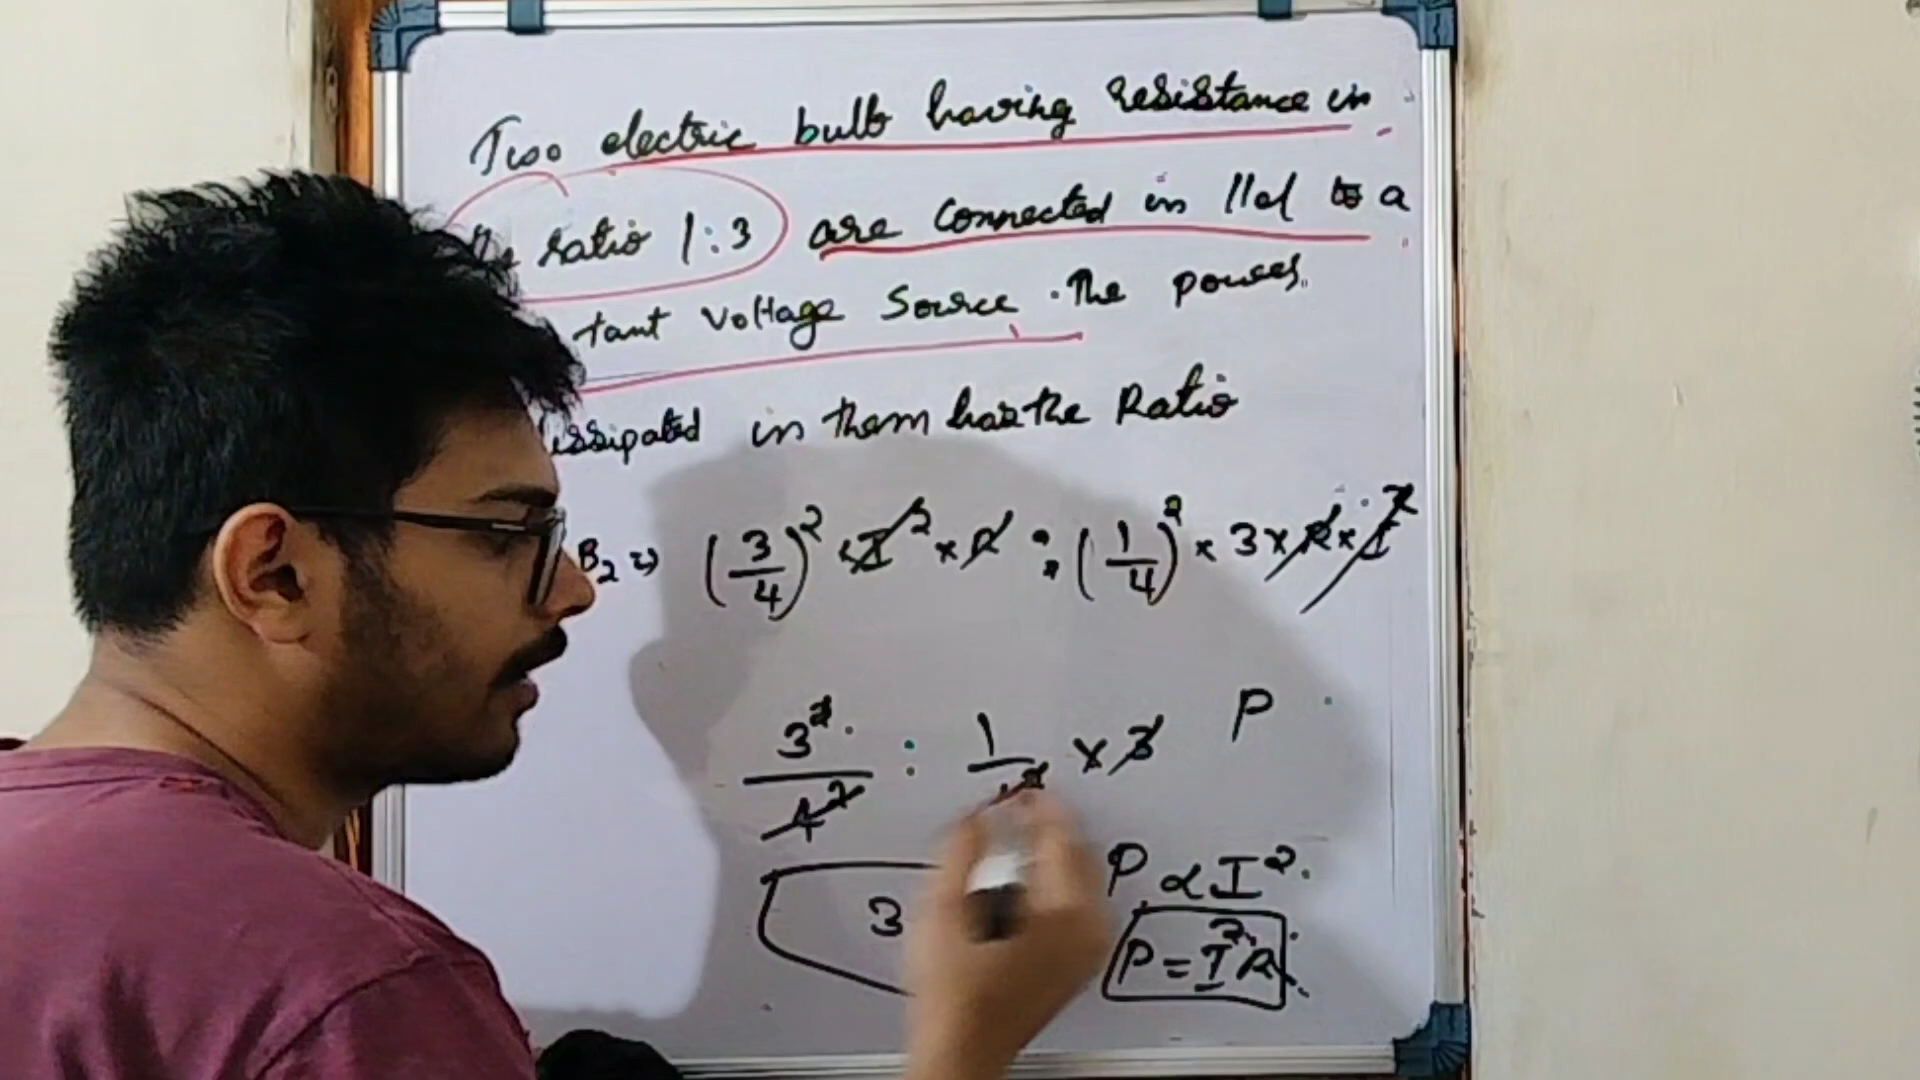 Two electric bulb having resistance in
ratio 1:3 are connected in llel to a
tant voltage source. The power
issipated in them has the Ratio
B2 => (3/4)² × I² × R : (1/4)² × 3 × R × I²
3²/4² : 1/4² × 3 P
P ∝ I²
3 P = I²R